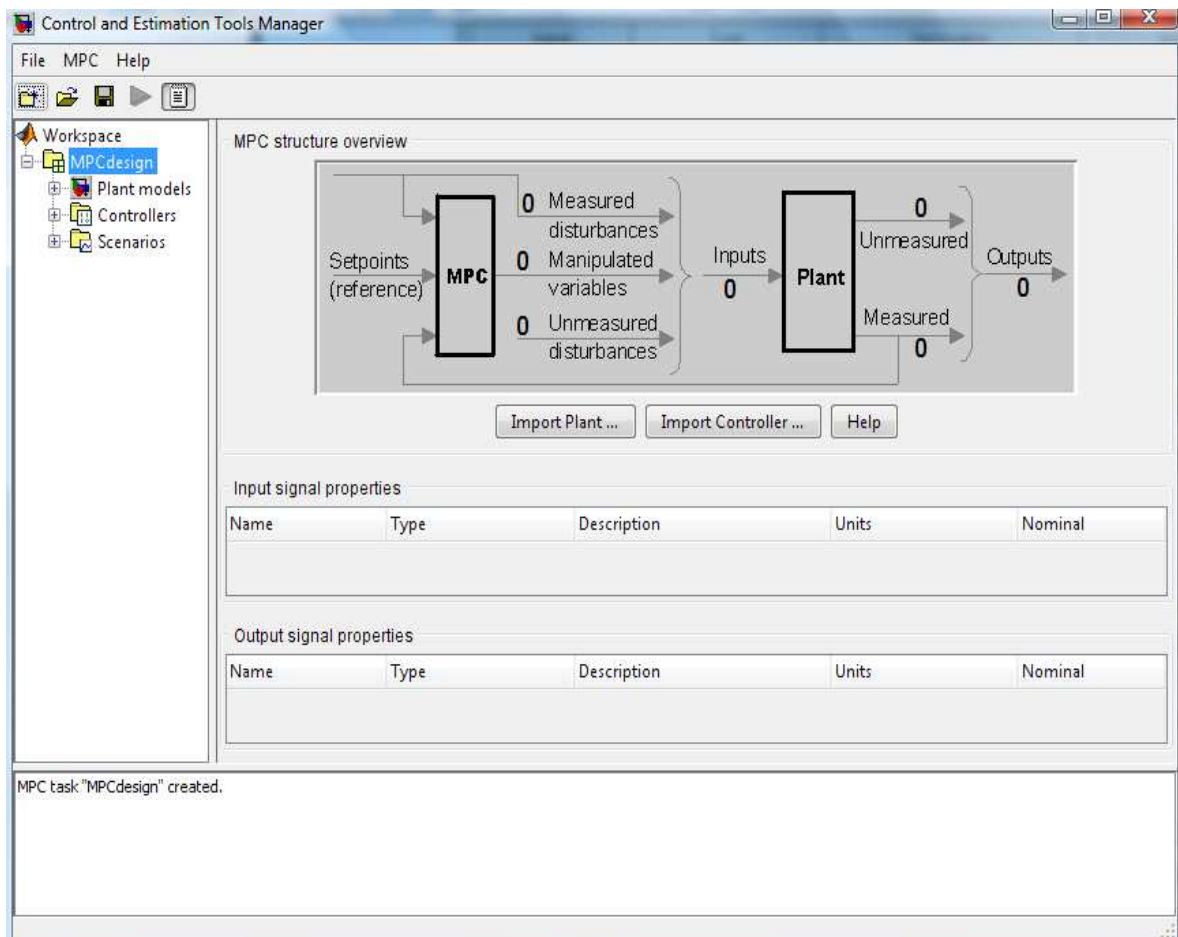 Control and Estimation Tools Manager
File MPC Help
Workspace
MPCdesign
Plant models
Controllers
Scenarios
MPC structure overview
Setpoints
(reference)
MPC
0 Measured
disturbances
0 Manipulated
variables
0 Unmeasured
disturbances
Inputs
0
Plant
0
Unmeasured
Measured
0
Outputs
0
Import Plant ... Import Controller ... Help
Input signal properties
Name Type Description Units Nominal
Output signal properties
Name Type Description Units Nominal
MPC task "MPCdesign" created.